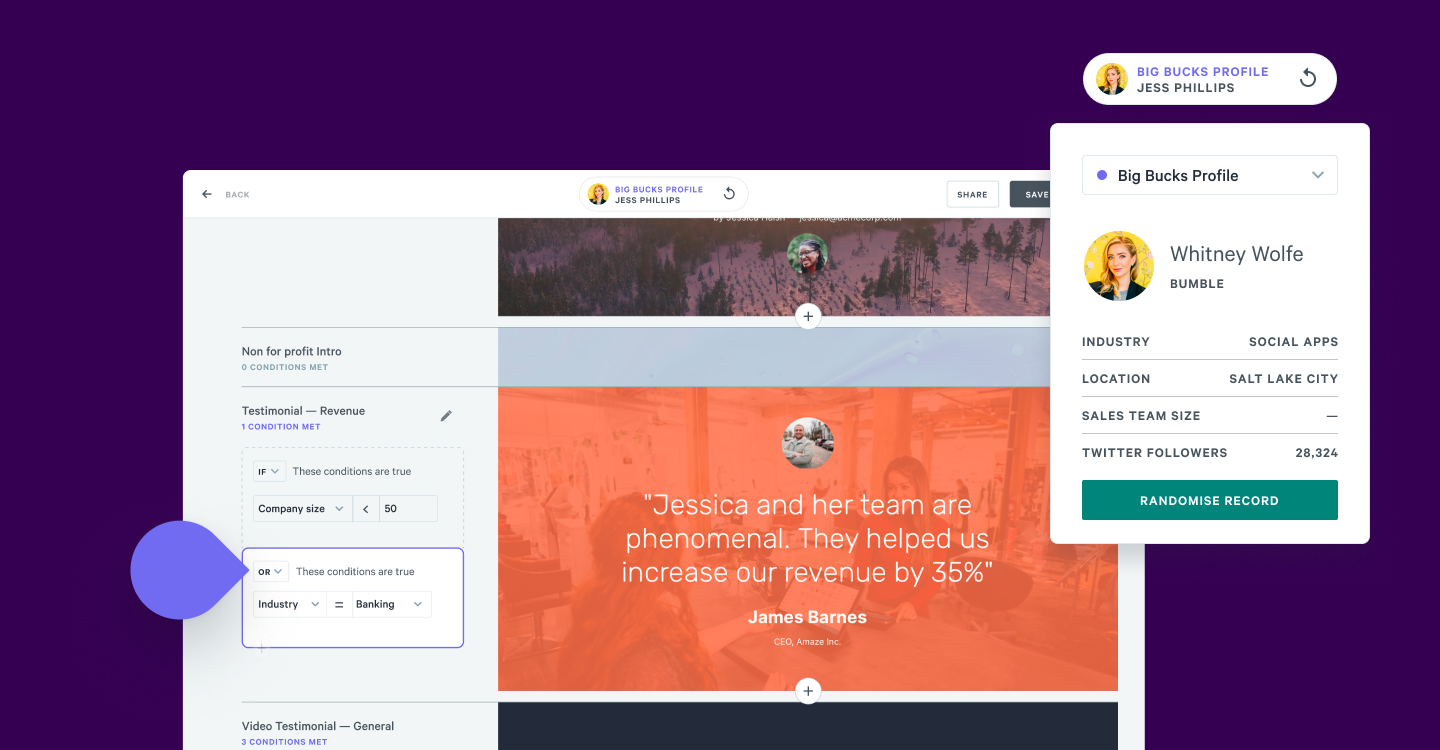 BIG BUCKS PROFILE
JESS PHILLIPS
Big Bucks Profile
Whitney Wolfe
BUMBLE
INDUSTRY SOCIAL APPS
LOCATION SALT LAKE CITY
SALES TEAM SIZE —
TWITTER FOLLOWERS 28,324
RANDOMISE RECORD
BACK
BIG BUCKS PROFILE
JESS PHILLIPS
SHARE
SAVE
by Jessica Walsh jessica@acmecorp.com
Non for profit Intro
0 CONDITIONS MET
Testimonial — Revenue
1 CONDITION MET
IF These conditions are true
Company size < 50
OR These conditions are true
Industry = Banking
"Jessica and her team are
phenomenal. They helped us
increase our revenue by 35%"
James Barnes
CEO, Amaze Inc.
Video Testimonial — General
3 CONDITIONS MET